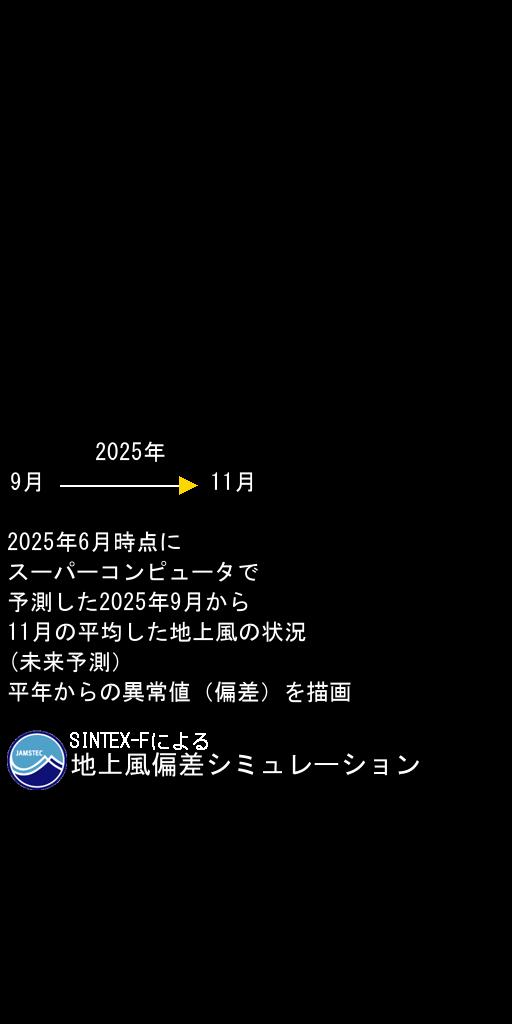 2025年
9月 11月
2025年6月時点に
スーパーコンピュータで
予測した2025年9月から
11月の平均した地上風の状況
(未来予測)
平年からの異常値（偏差）を描画
SINTEX-Fによる
JAMSTEC
地上風偏差シミュレーション